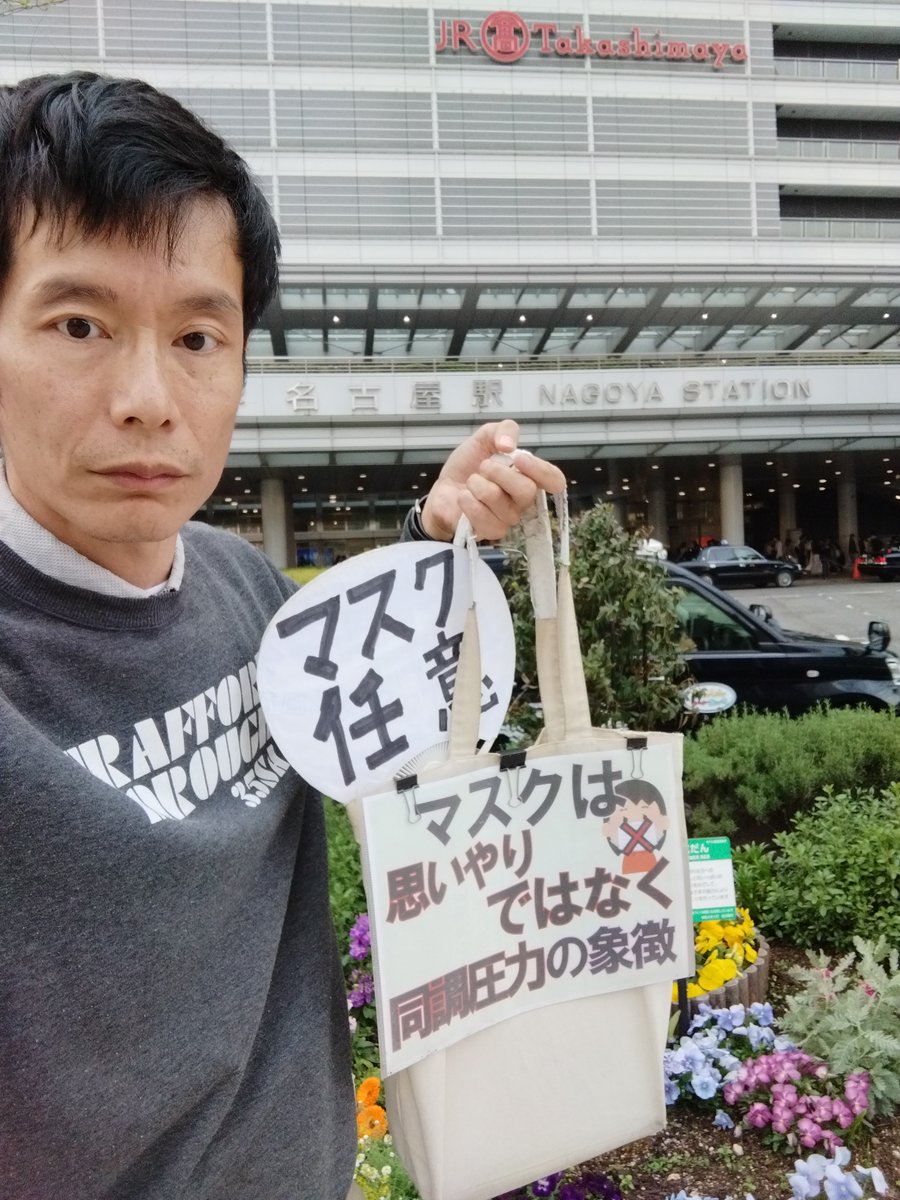 JR 髙 Takashimaya
名古屋駅 NAGOYA STATION
マスク
任意
マスクは
思いやり
ではなく
同調圧力の象徴